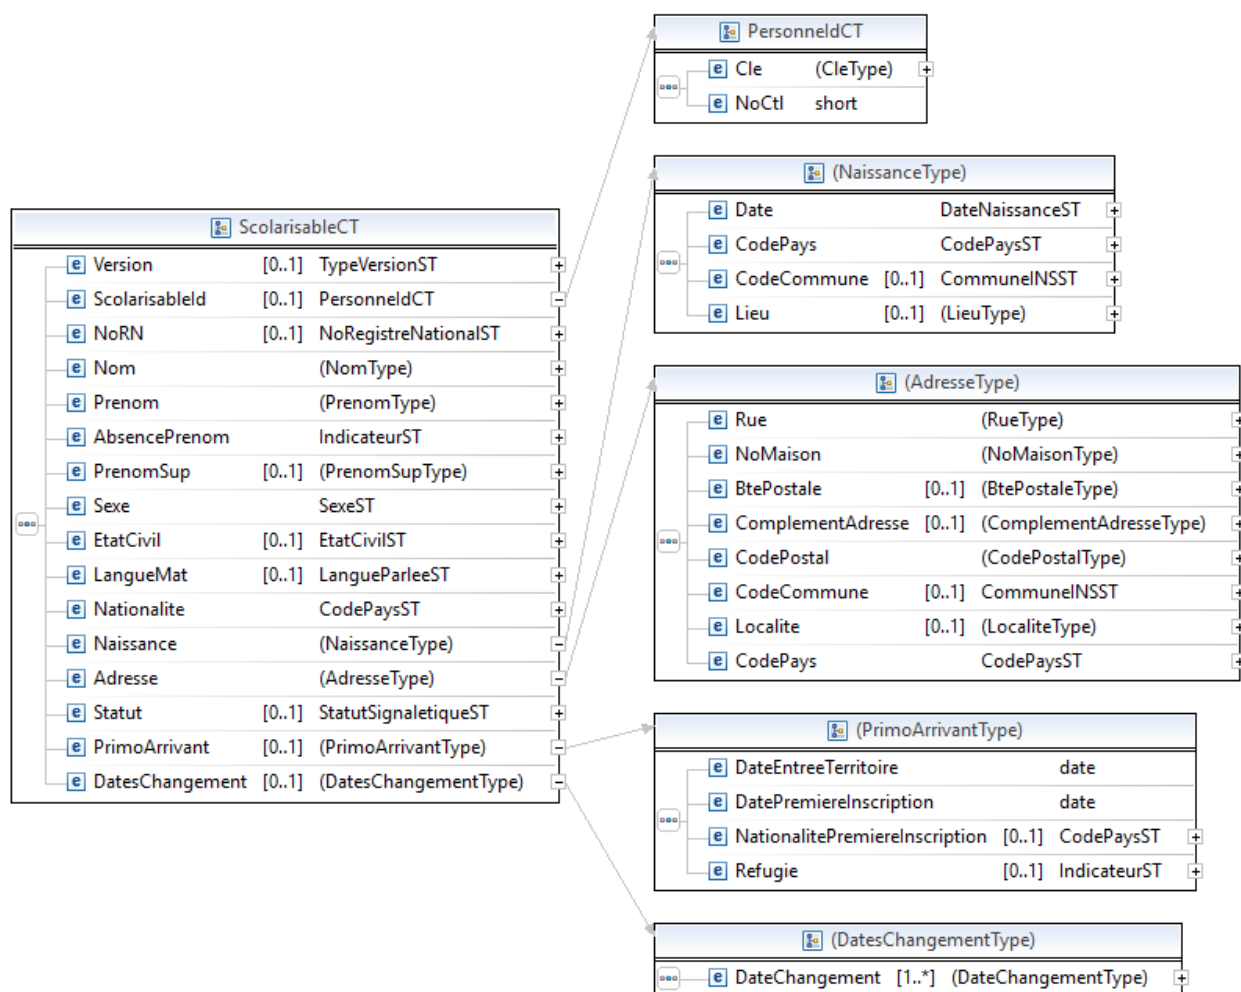 PersonneIdCT
Cle (CleType)
NoCtl short
(NaissanceType)
Date DateNaissanceST
CodePays CodePaysST
CodeCommune [0..1] CommuneINSST
Lieu [0..1] (LieuType)
ScolarisableCT
Version [0..1] TypeVersionST
ScolarisableId [0..1] PersonneIdCT
NoRN [0..1] NoRegistreNationalST
Nom (NomType)
Prenom (PrenomType)
AbsencePrenom IndicateurST
PrenomSup [0..1] (PrenomSupType)
Sexe SexeST
EtatCivil [0..1] EtatCivilST
LangueMat [0..1] LangueParleeST
Nationalite CodePaysST
Naissance (NaissanceType)
Adresse (AdresseType)
Statut [0..1] StatutSignaletiqueST
PrimoArrivant [0..1] (PrimoArrivantType)
DatesChangement [0..1] (DatesChangementType)
(AdresseType)
Rue (RueType)
NoMaison (NoMaisonType)
BtePostale [0..1] (BtePostaleType)
ComplementAdresse [0..1] (ComplementAdresseType)
CodePostal (CodePostalType)
CodeCommune [0..1] CommuneINSST
Localite [0..1] (LocaliteType)
CodePays CodePaysST
(PrimoArrivantType)
DateEntreeTerritoire date
DatePremiereInscription date
NationalitePremiereInscription [0..1] CodePaysST
Refugie [0..1] IndicateurST
(DatesChangementType)
DateChangement [1..*] (DateChangementType)